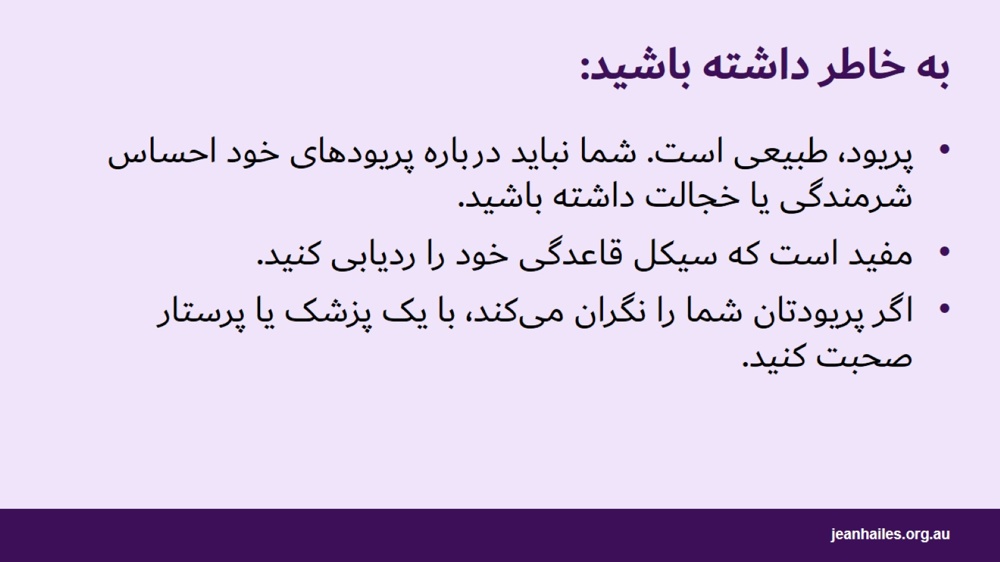 به خاطر داشته باشید:
• پریود، طبیعی است. شما نباید درباره پریودهای خود احساس
شرمندگی یا خجالت داشته باشید.
• مفید است که سیکل قاعدگی خود را ردیابی کنید.
• اگر پریودتان شما را نگران می‌کند، با یک پزشک یا پرستار
صحبت کنید.
jeanhailes.org.au